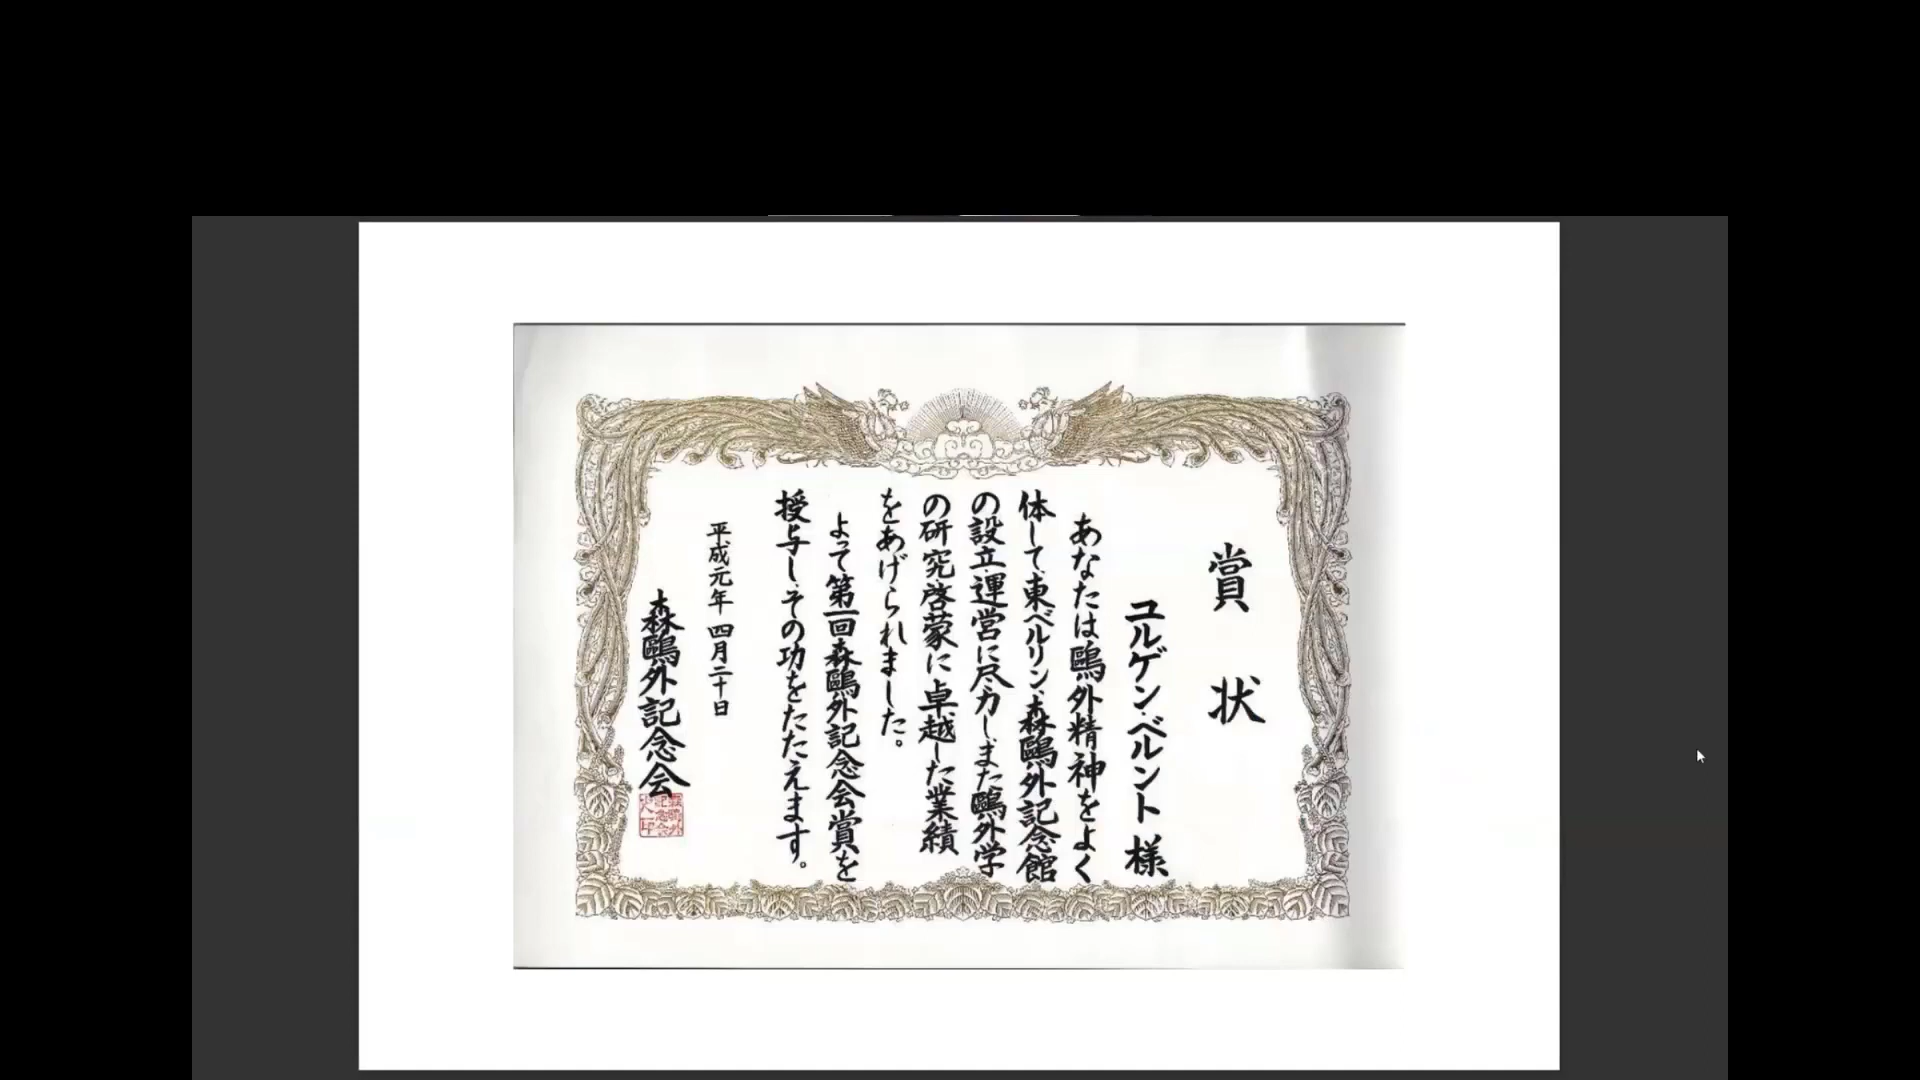 賞状
ユルゲン・ベルント様
あなたは鷗外精神をよく
体して、東ベルリン、森鷗外記念館
の設立運営に尽力し、また鷗外学
の研究啓蒙に卓越した業績
をあげられました。
よって第一回森鷗外記念会賞を
授与し、その功をたたえます。
平成元年四月二十日
森鷗外記念会